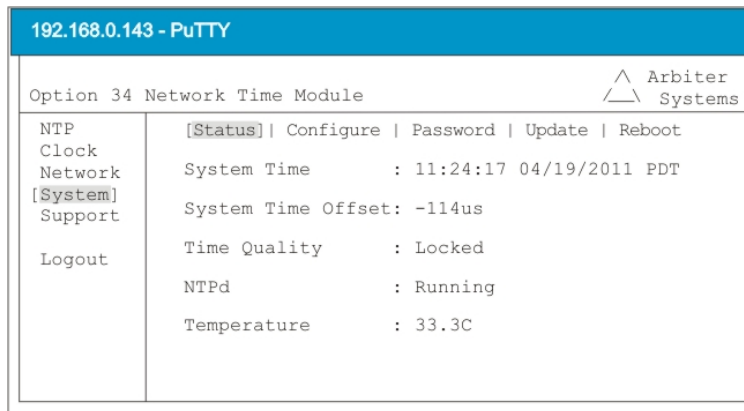 192.168.0.143 - PuTTY
Arbiter
Option 34 Network Time Module Systems
NTP [Status]| Configure | Password | Update | Reboot
Clock
Network System Time : 11:24:17 04/19/2011 PDT
[System]
Support System Time Offset: -114us
Time Quality : Locked
Logout
NTPd : Running
Temperature : 33.3C